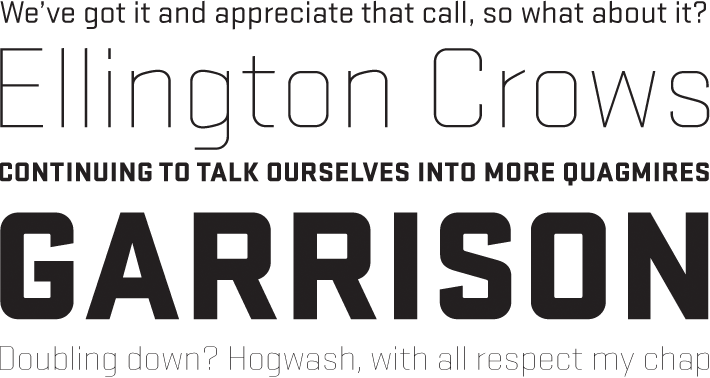 We’ve got it and appreciate that call, so what about it?
Ellington Crows
CONTINUING TO TALK OURSELVES INTO MORE QUAGMIRES
GARRISON
Doubling down? Hogwash, with all respect my chap